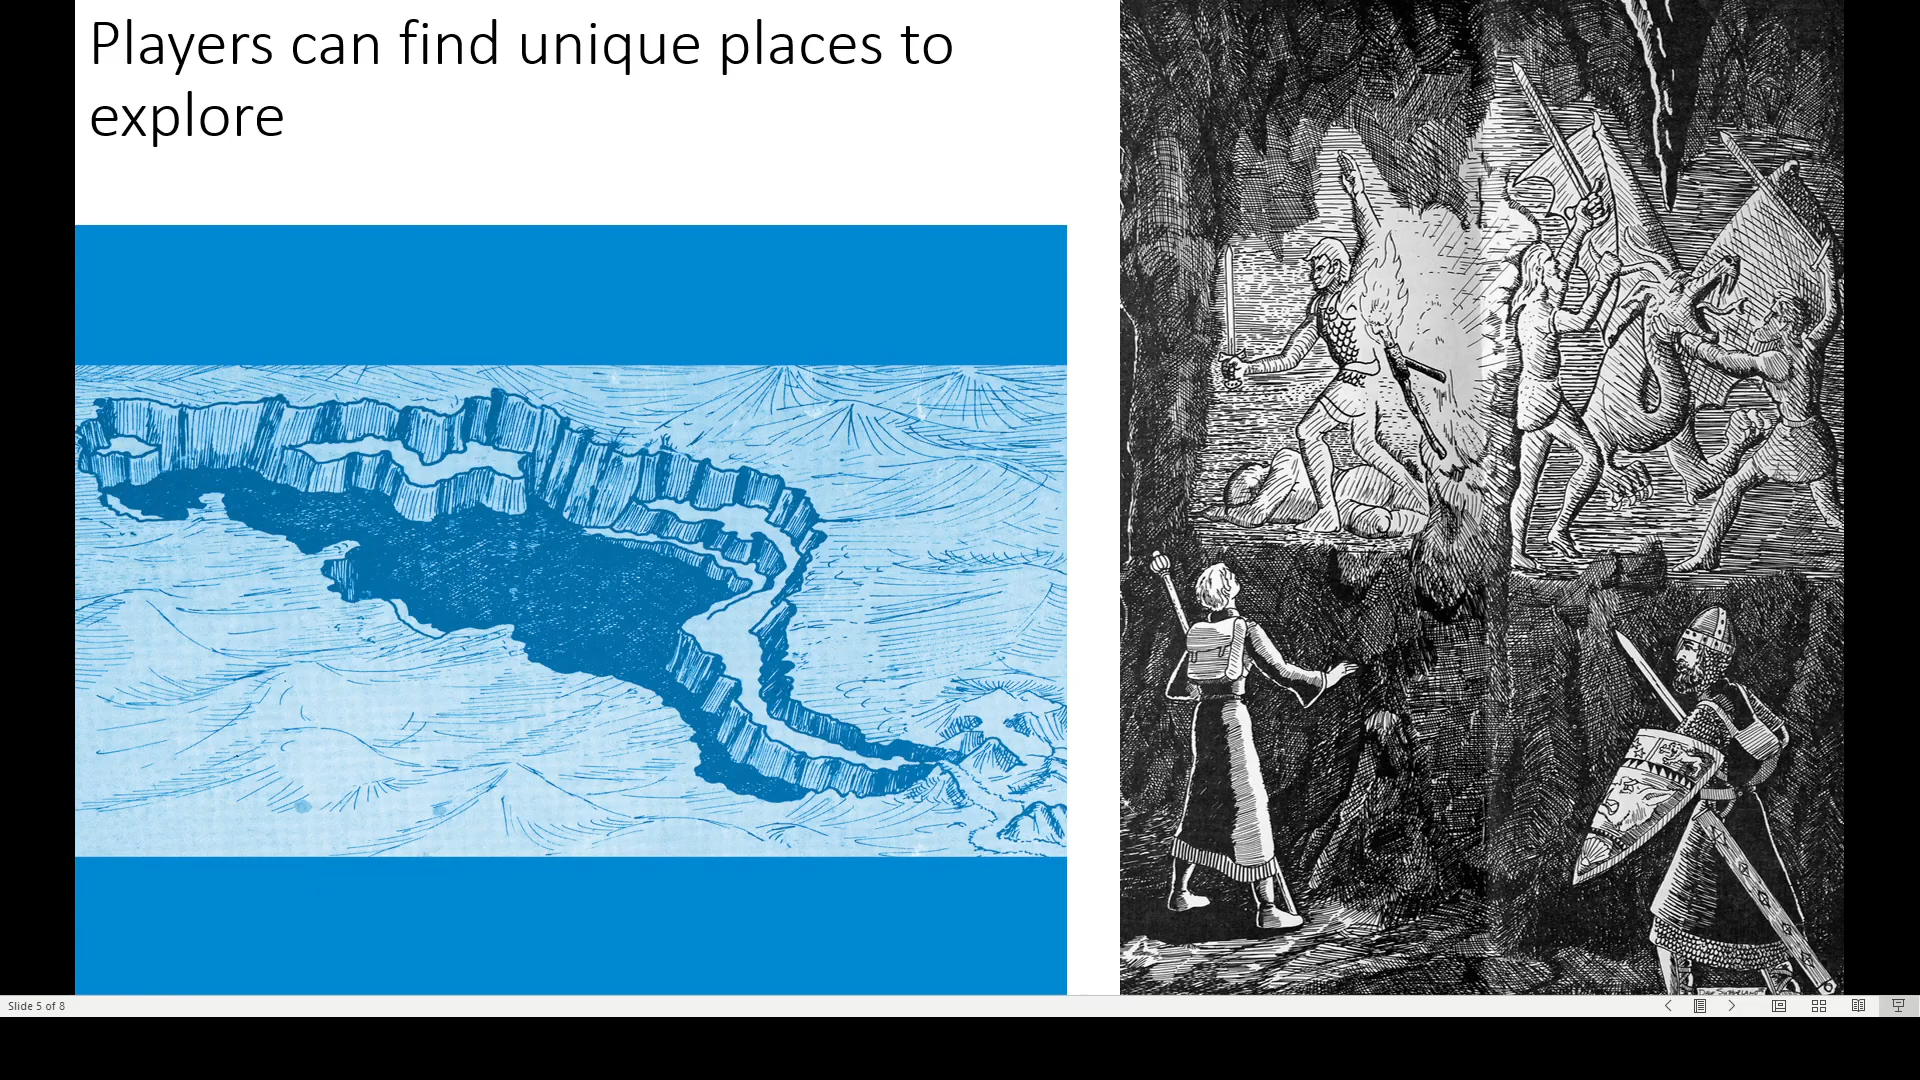 Players can find unique places to
explore
Slide 5 of 8